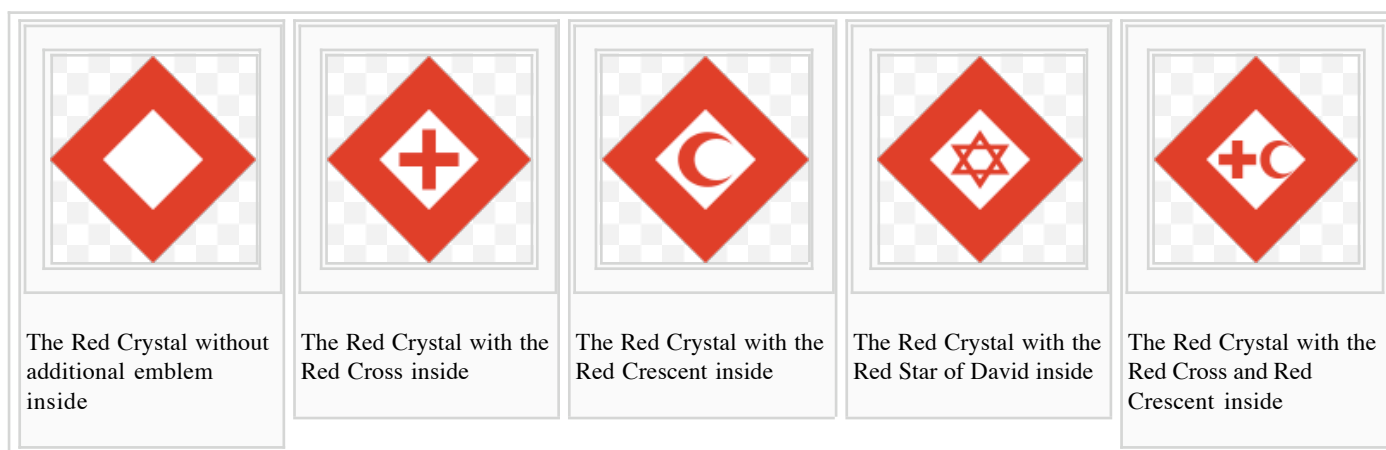 The Red Crystal without
additional emblem
inside
The Red Crystal with the
Red Cross inside
The Red Crystal with the
Red Crescent inside
The Red Crystal with the
Red Star of David inside
The Red Crystal with the
Red Cross and Red
Crescent inside